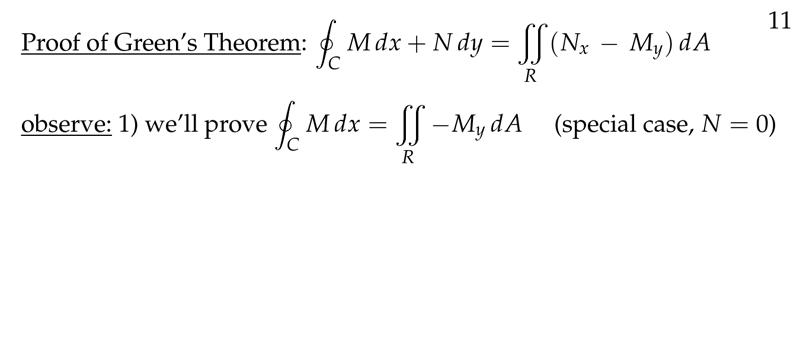 11
Proof of Green's Theorem: ∮_C M dx + N dy = ∬_R (N_x − M_y) dA
observe: 1) we'll prove ∮_C M dx = ∬_R −M_y dA (special case, N = 0)